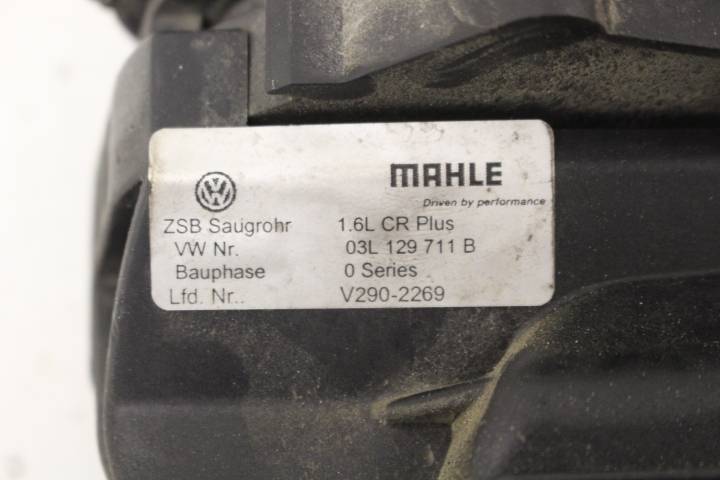 MAHLE
Driven by performance
ZSB Saugrohr 1.6L CR Plus
VW Nr. 03L 129 711 B
Bauphase 0 Series
Lfd. Nr.. V290-2269